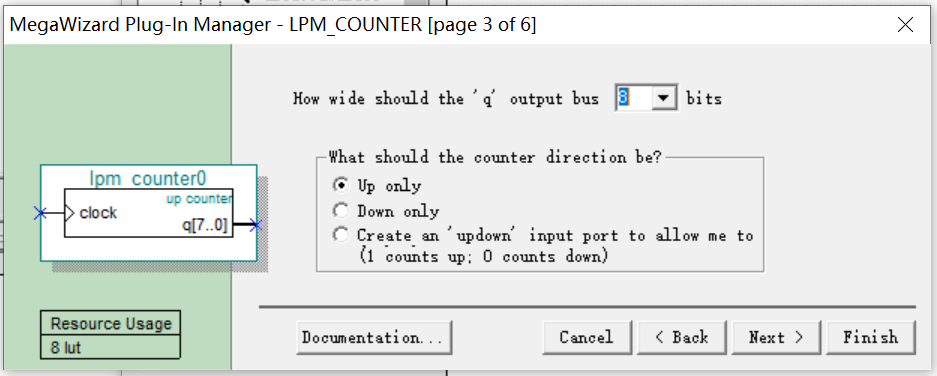 MegaWizard Plug-In Manager - LPM_COUNTER [page 3 of 6]
How wide should the 'q' output bus 8 bits
What should the counter direction be?
Up only
Down only
Create an 'updown' input port to allow me to
(1 counts up; 0 counts down)
lpm_counter0
up counter
clock
q[7..0]
Resource Usage
8 lut
Documentation...
Cancel
< Back
Next >
Finish